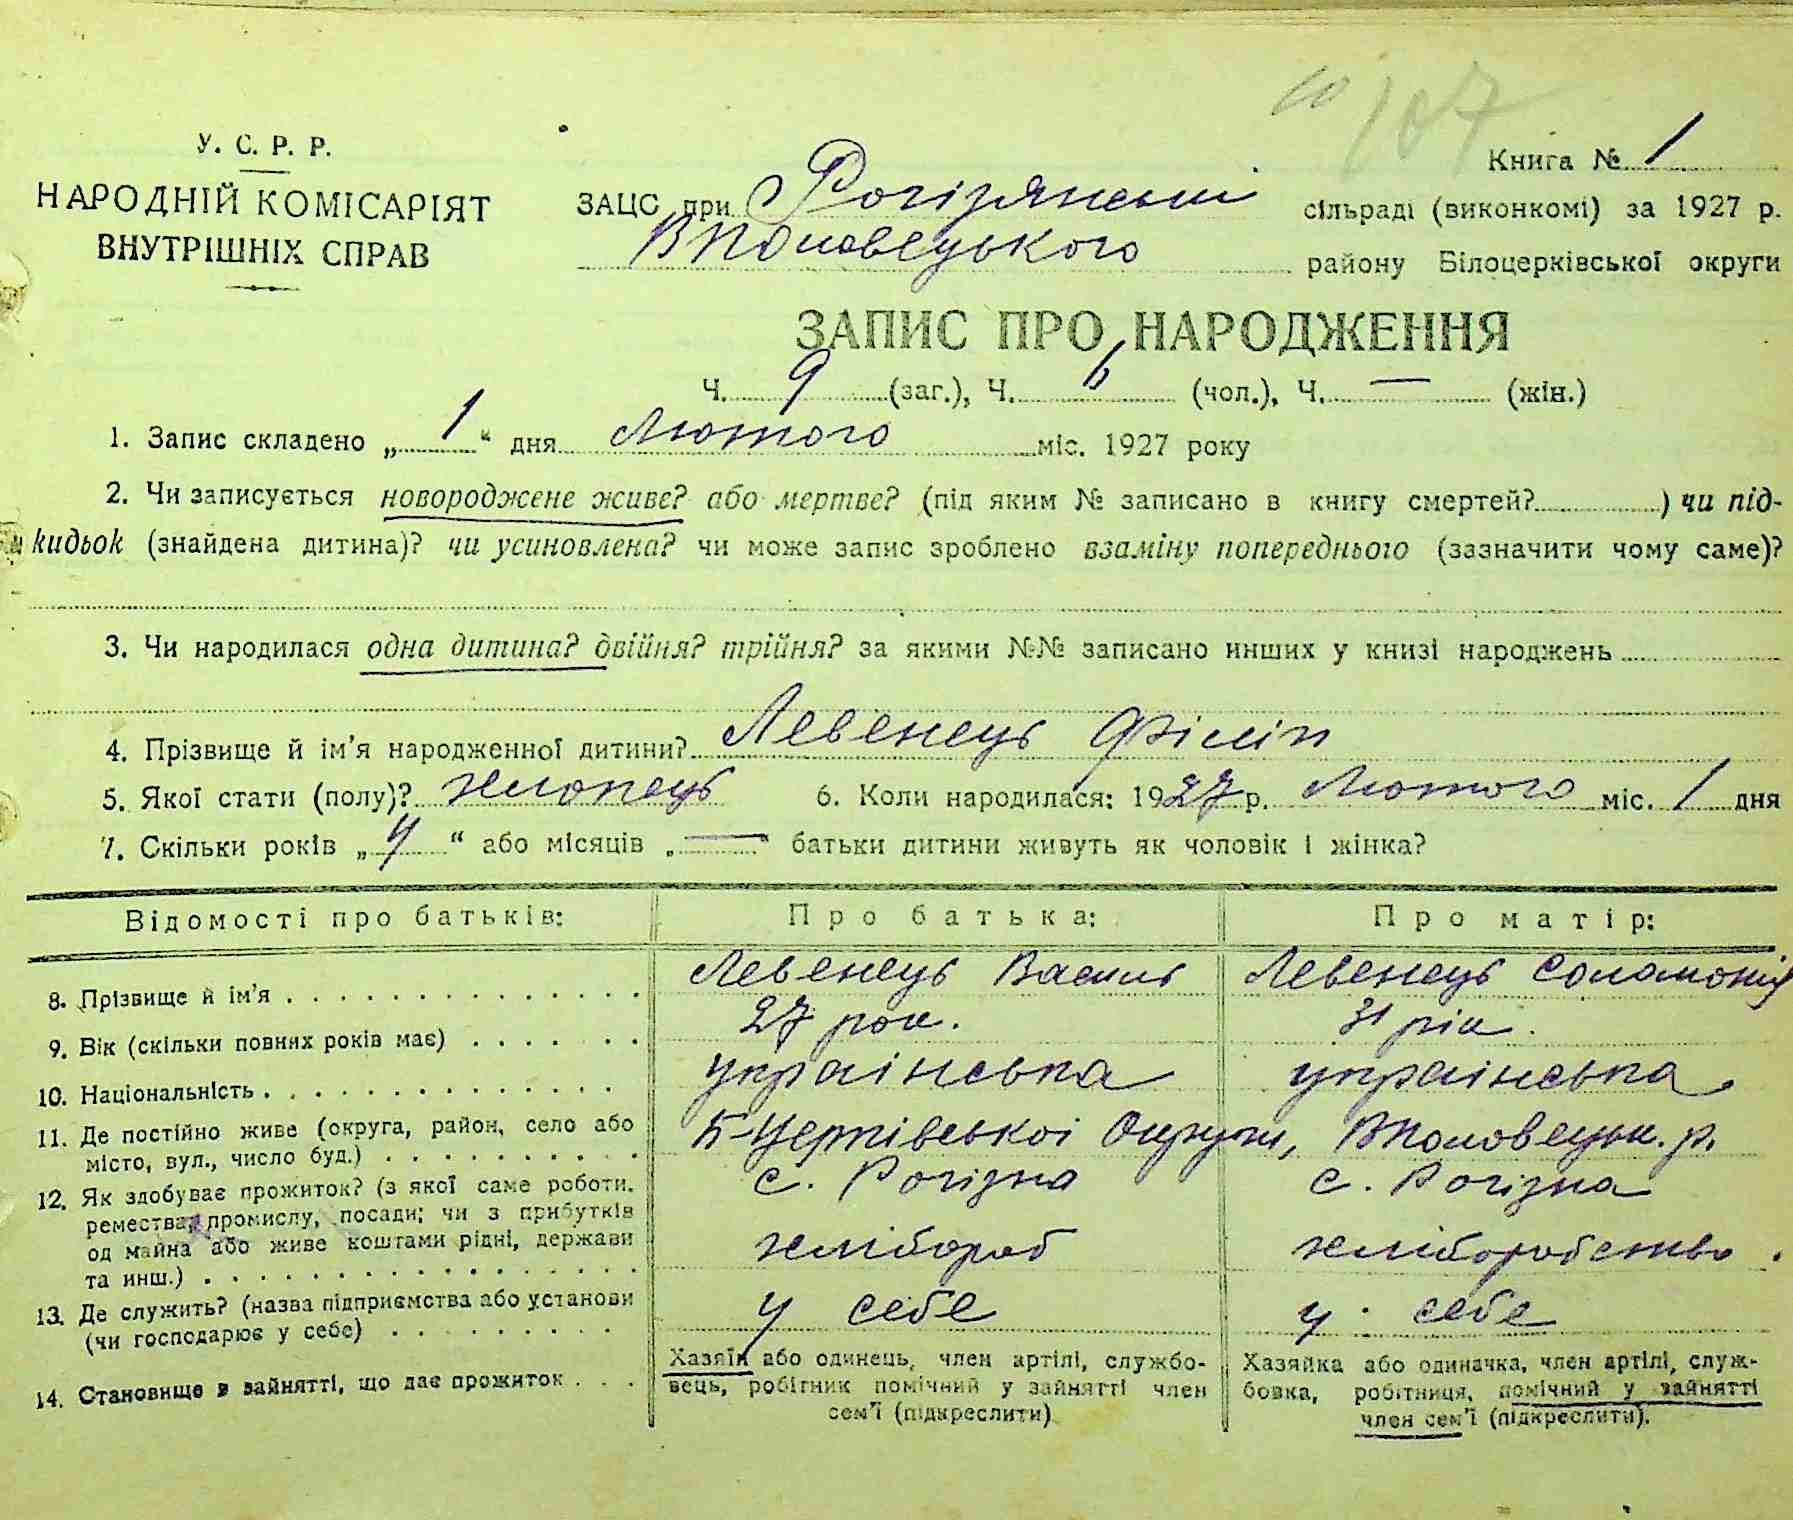 107
У. С. Р. Р.
НАРОДНІЙ КОМІСАРІЯТ
ВНУТРІШНІХ СПРАВ
Книга № 1
ЗАЦС при Рогізянській сільраді (виконкомі) за 1927 р.
ВПоловецького району Білоцерківської округи
ЗАПИС ПРО НАРОДЖЕННЯ
Ч. 9 (заг.), Ч. 6 (чол.), Ч. — (жін.)
1. Запис складено „ 1 “ дня Лютого міс. 1927 року
2. Чи записується новороджене живе? або мертве? (під яким № записано в книгу смертей? ) чи під-
кидьок (знайдена дитина)? чи усиновлена? чи може запис зроблено взаміну попереднього (зазначити чому саме)?
3. Чи народилася одна дитина? двійня? трійня? за якими №№ записано инших у книзі народжень
4. Прізвище й ім'я народженної дитини? Левенець Філіп
5. Якої стати (полу)? хлопець 6. Коли народилася: 1927 р. Лютого міс. 1 дня
7. Скільки років „ 4 “ або місяців „ — “ батьки дитини живуть як чоловік і жінка?
Відомості про батьків: Про батька: Про матір:
8. Прізвище й ім'я Левенець Василь Левенець Соломонія
9. Вік (скільки повних років має) 27 рок. 31 рік.
10. Національність українська українська
11. Де постійно живе (округа, район, село або Б-Церківської Округи, ВПоловецьк. р.
місто, вул., число буд.) с. Рогізна с. Рогізна
12. Як здобуває прожиток? (з якої саме роботи,
ремества, промислу, посади; чи з прибутків
од майна або живе коштами рідні, держави хлібороб хліборобство
та инш.)
13. Де служить? (назва підприємства або установи у себе у себе
(чи господарює у себе)
14. Становище в зайнятті, що дає прожиток
Хазяїн або одинець, член артілі, службо-
вець, робітник помічний у зайнятті член
сем'ї (підкреслити)
Хазяйка або одиначка, член артілі, служ-
бовка, робітниця, помічний у зайнятті
член сем'ї (підкреслити).